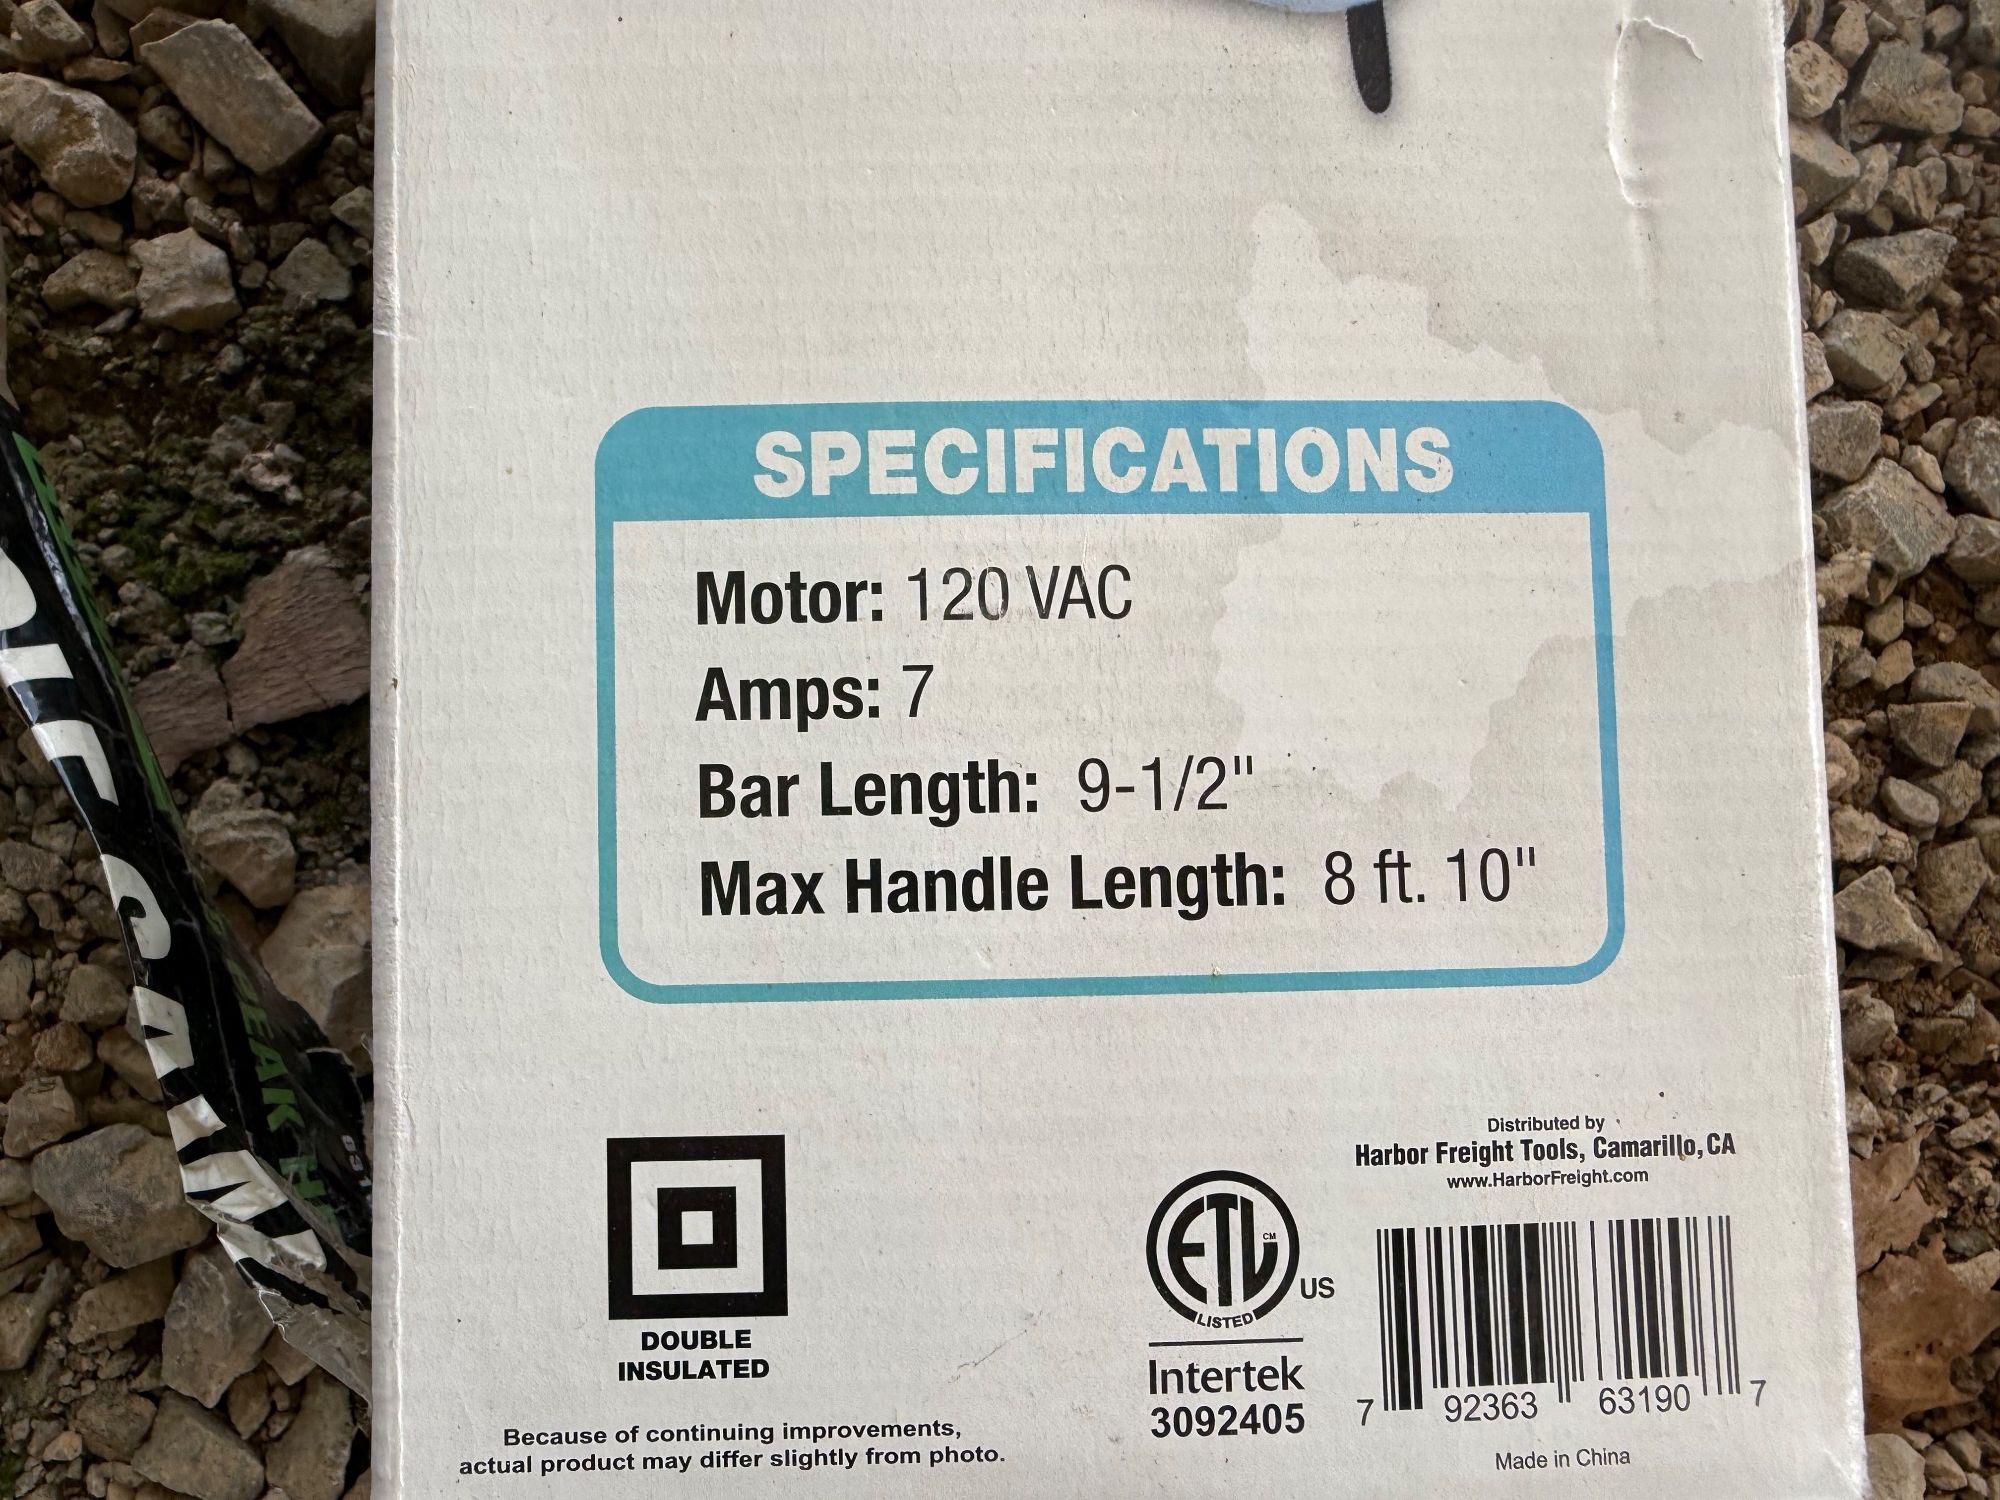 SPECIFICATIONS
Motor: 120 VAC
Amps: 7
Bar Length: 9-1/2"
Max Handle Length: 8 ft. 10"
DOUBLE
INSULATED
Because of continuing improvements,
actual product may differ slightly from photo.
ETL CM
LISTED
US
Intertek
3092405
Distributed by
Harbor Freight Tools, Camarillo, CA
www.HarborFreight.com
7 92363 63190 7
Made in China